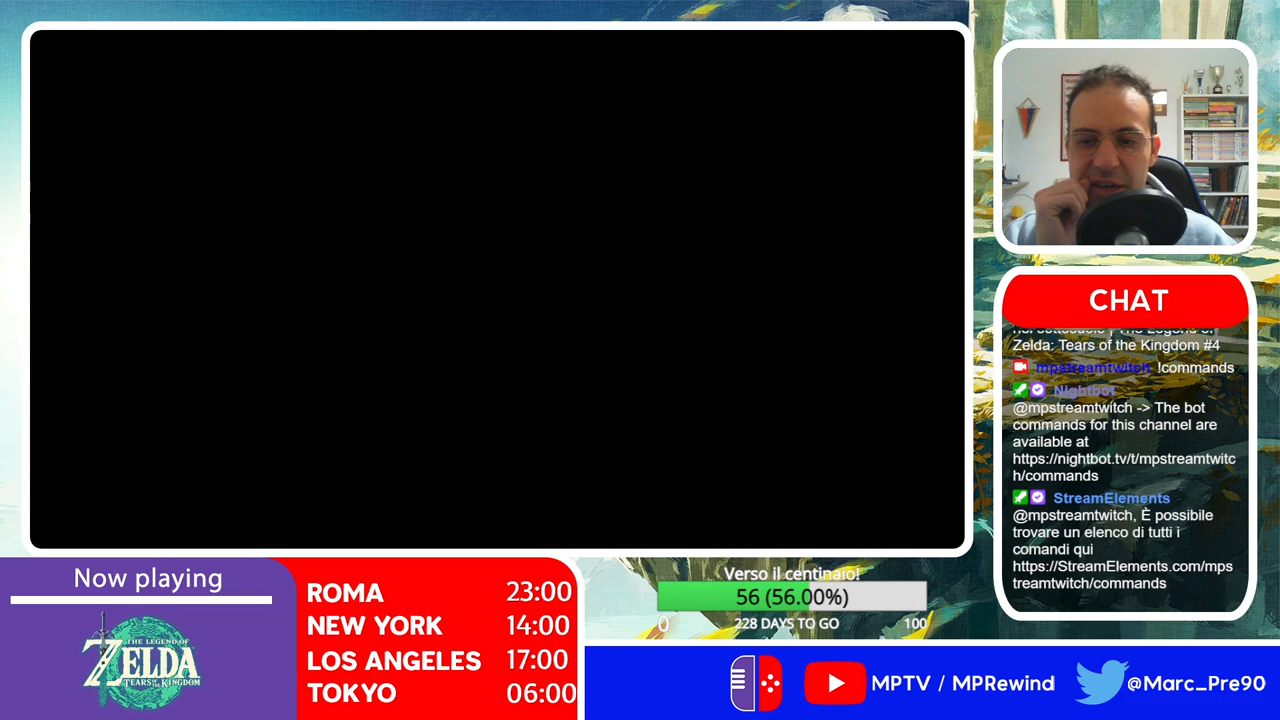 CHAT
Zelda: Tears of the Kingdom #4
mpstreamtwitch !commands
Nightbot
@mpstreamtwitch -> The bot
commands for this channel are
available at
https://nightbot.tv/t/mpstreamtwitc
h/commands
StreamElements
@mpstreamtwitch, È possibile
trovare un elenco di tutti i
comandi qui
https://StreamElements.com/mps
treamtwitch/commands
Now playing
THE LEGEND OF
ZELDA
TEARS OF THE KINGDOM
ROMA 23:00
NEW YORK 14:00
LOS ANGELES 17:00
TOKYO 06:00
Verso il centinaio!
56 (56.00%)
0 228 DAYS TO GO 100
MPTV / MPRewind
@Marc_Pre90